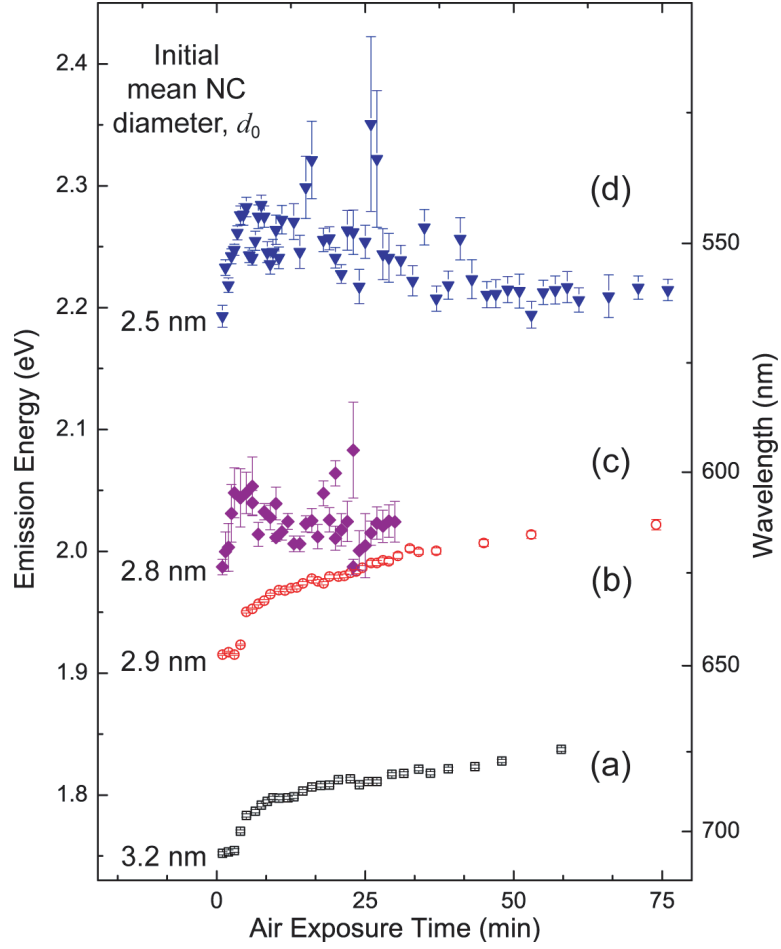 Initial
mean NC
diameter, d₀
2.4
2.3
2.2
2.1
2.0
1.9
1.8
Emission Energy (eV)
(d)
2.5 nm
(c)
2.8 nm
(b)
2.9 nm
(a)
3.2 nm
550
600
650
700
Wavelength (nm)
0
25
50
75
Air Exposure Time (min)